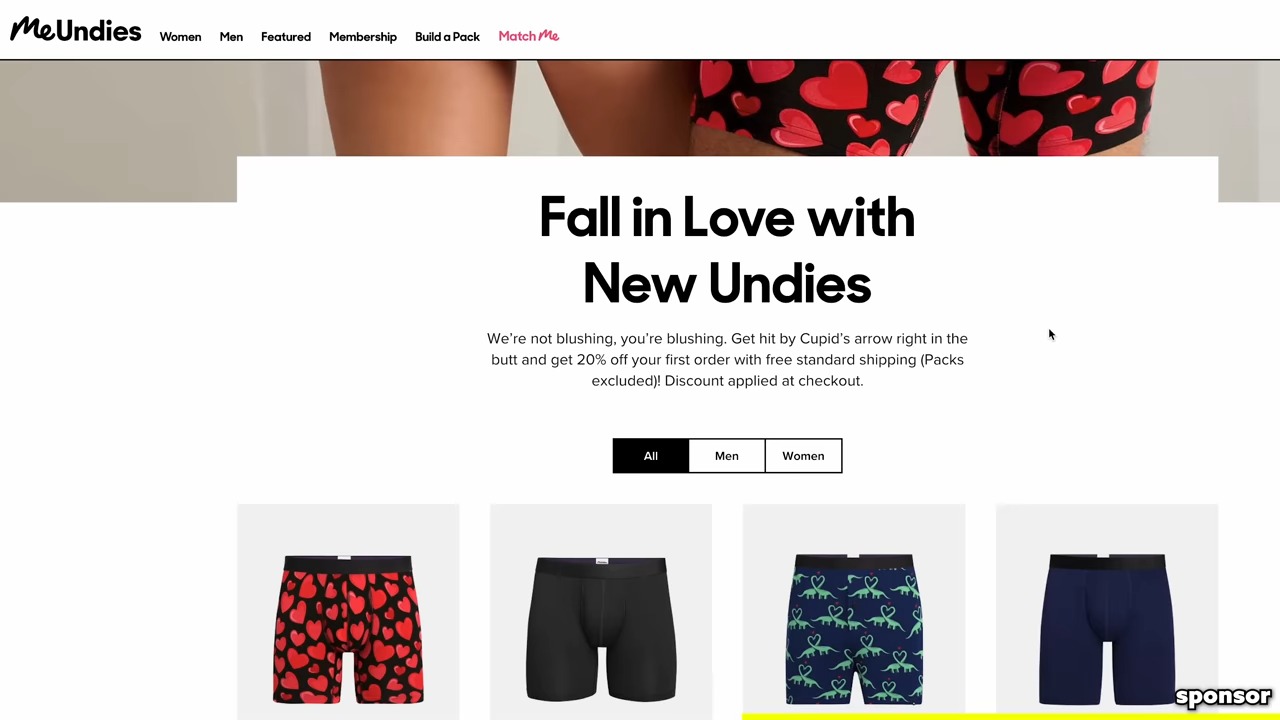 MeUndies
Women Men Featured Membership Build a Pack Match Me
Fall in Love with
New Undies
We're not blushing, you're blushing. Get hit by Cupid's arrow right in the
butt and get 20% off your first order with free standard shipping (Packs
excluded)! Discount applied at checkout.
All Men Women
sponsor